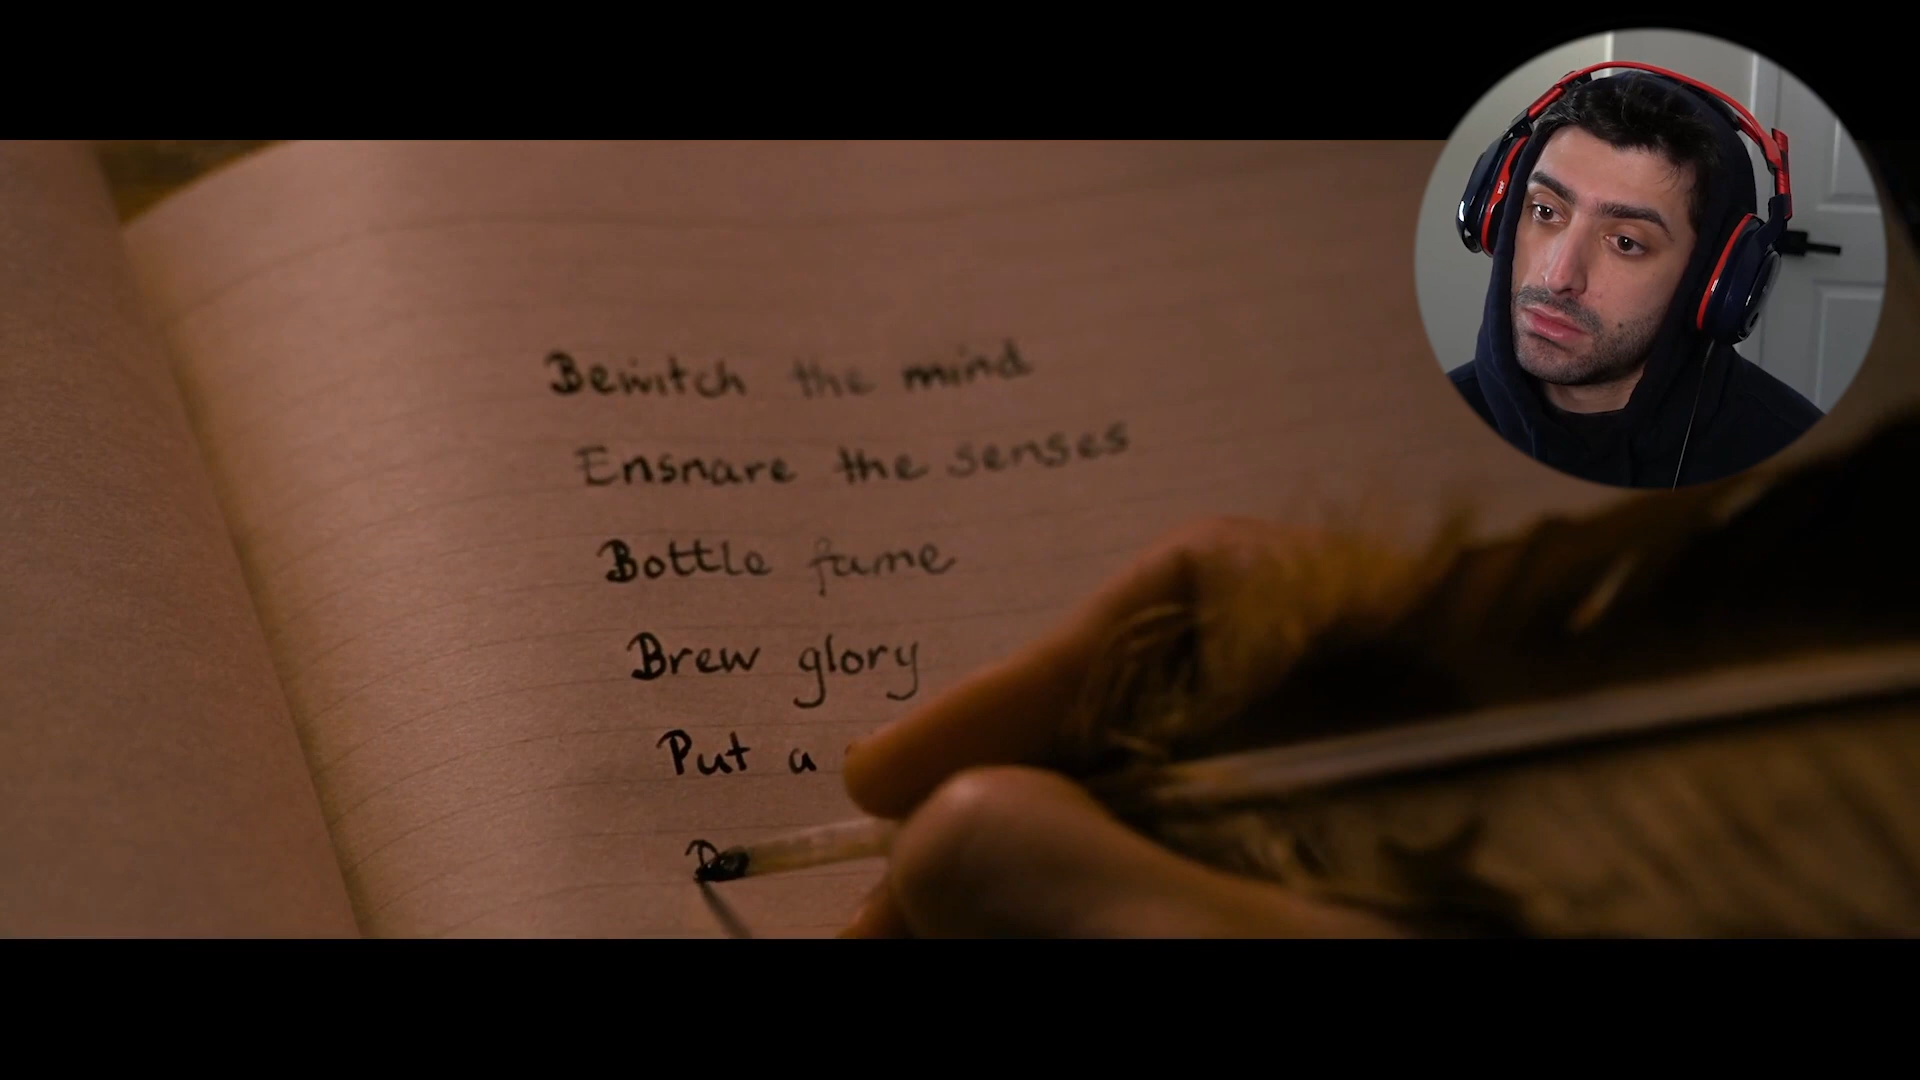 Bewitch the mind
Ensnare the senses
Bottle fame
Brew glory
Put a